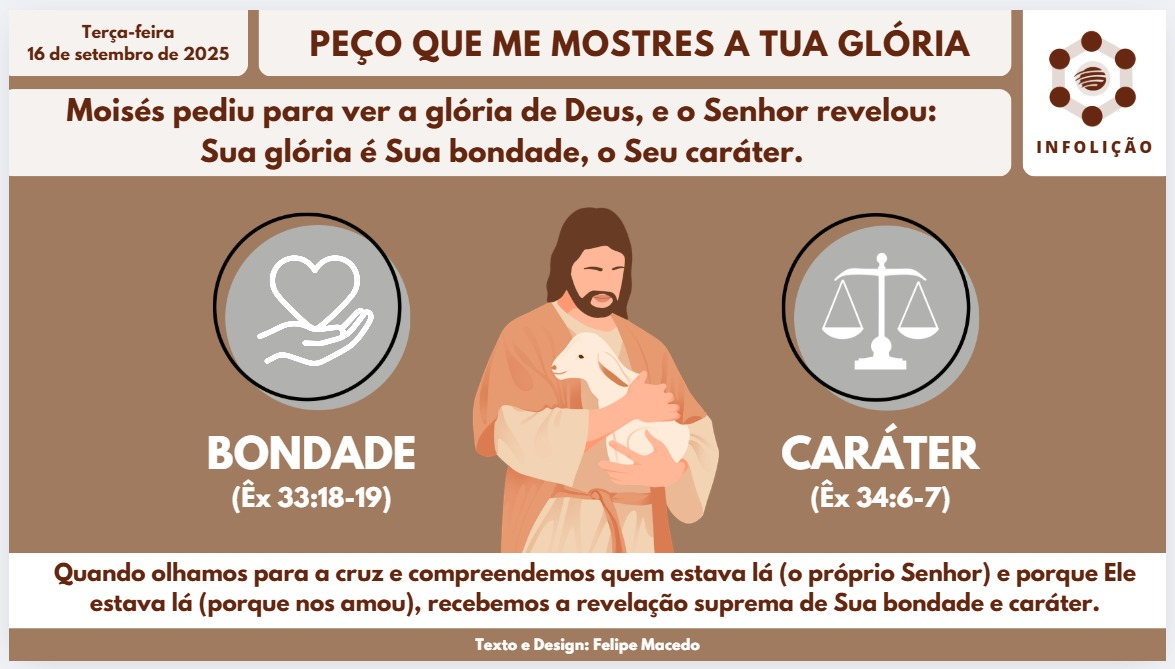 Terça-feira
16 de setembro de 2025
PEÇO QUE ME MOSTRES A TUA GLÓRIA
INFOLIÇÃO
Moisés pediu para ver a glória de Deus, e o Senhor revelou:
Sua glória é Sua bondade, o Seu caráter.
BONDADE
(Êx 33:18-19)
CARÁTER
(Êx 34:6-7)
Quando olhamos para a cruz e compreendemos quem estava lá (o próprio Senhor) e porque Ele
estava lá (porque nos amou), recebemos a revelação suprema de Sua bondade e caráter.
Texto e Design: Felipe Macedo